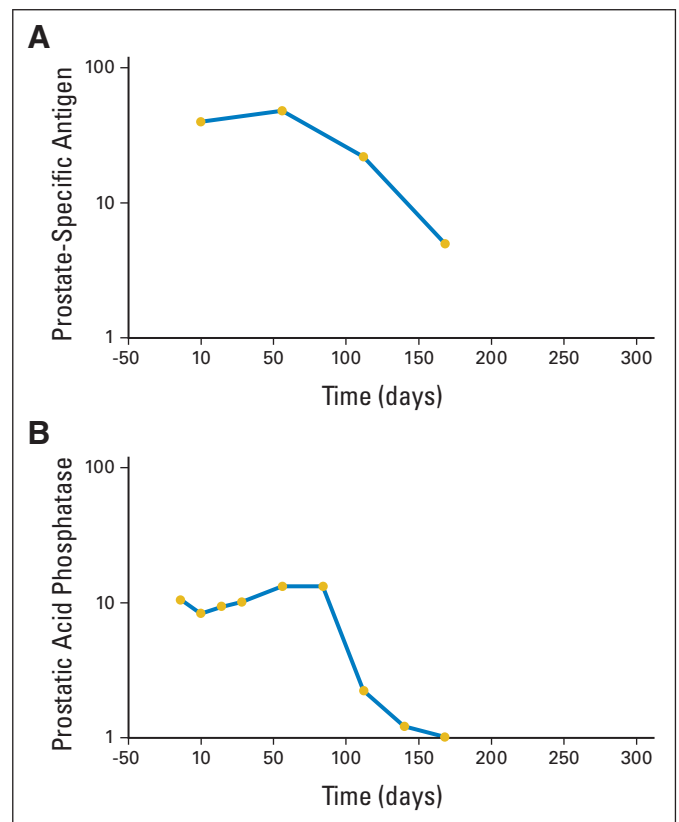 A
Prostate-Specific Antigen
100
10
1
-50 10 50 100 150 200 250 300
Time (days)
B
Prostatic Acid Phosphatase
100
10
1
-50 10 50 100 150 200 250 300
Time (days)